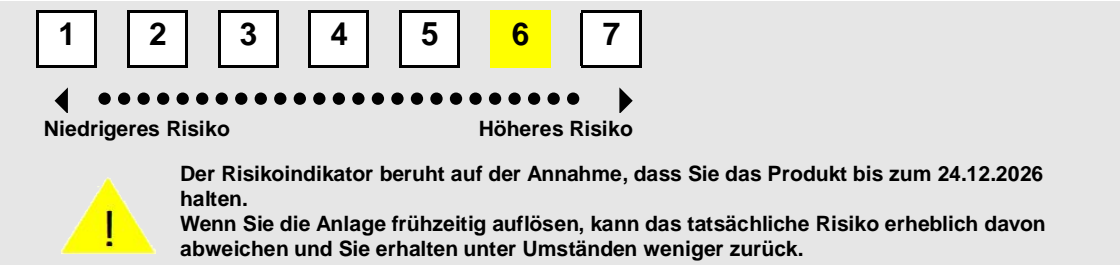 1 2 3 4 5 6 7
Niedrigeres Risiko Höheres Risiko
Der Risikoindikator beruht auf der Annahme, dass Sie das Produkt bis zum 24.12.2026
halten.
Wenn Sie die Anlage frühzeitig auflösen, kann das tatsächliche Risiko erheblich davon
abweichen und Sie erhalten unter Umständen weniger zurück.
!